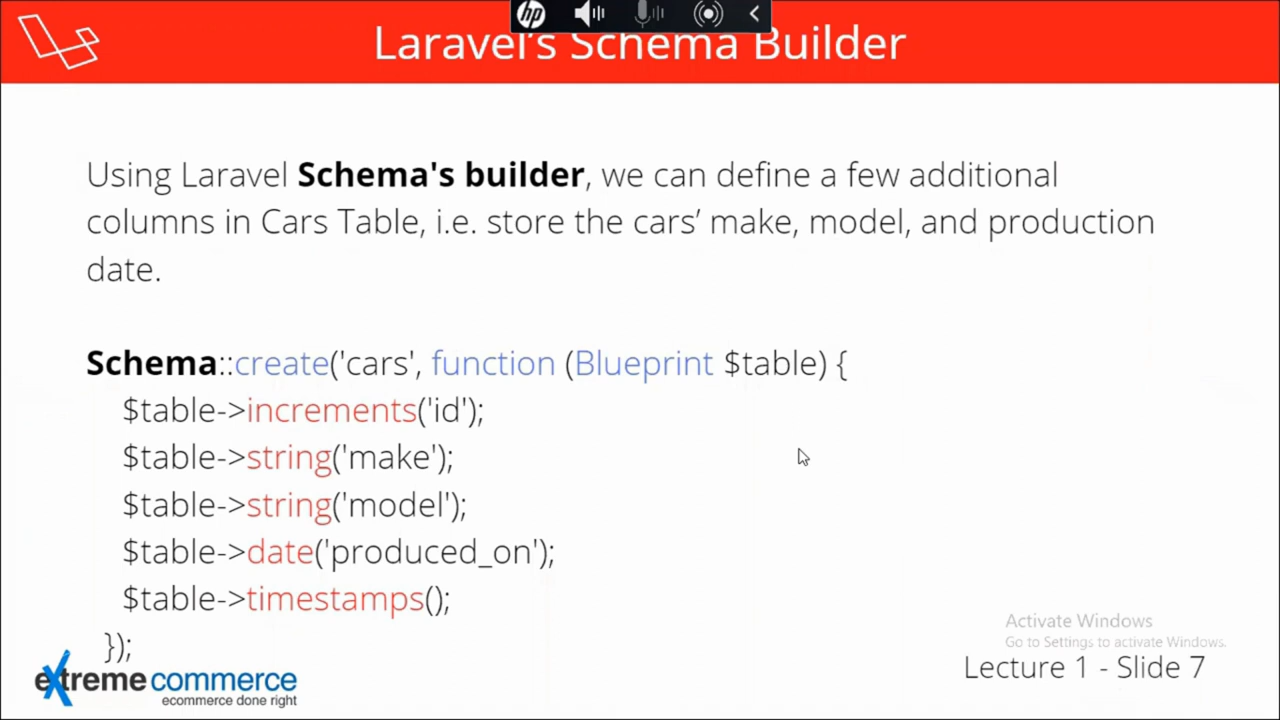 hp
Laravel's Schema Builder
Using Laravel Schema's builder, we can define a few additional
columns in Cars Table, i.e. store the cars’ make, model, and production
date.
Schema::create('cars', function (Blueprint $table) {
$table->increments('id');
$table->string('make');
$table->string('model');
$table->date('produced_on');
$table->timestamps();
});
Activate Windows
Go to Settings to activate Windows.
extreme commerce
ecommerce done right
Lecture 1 - Slide 7